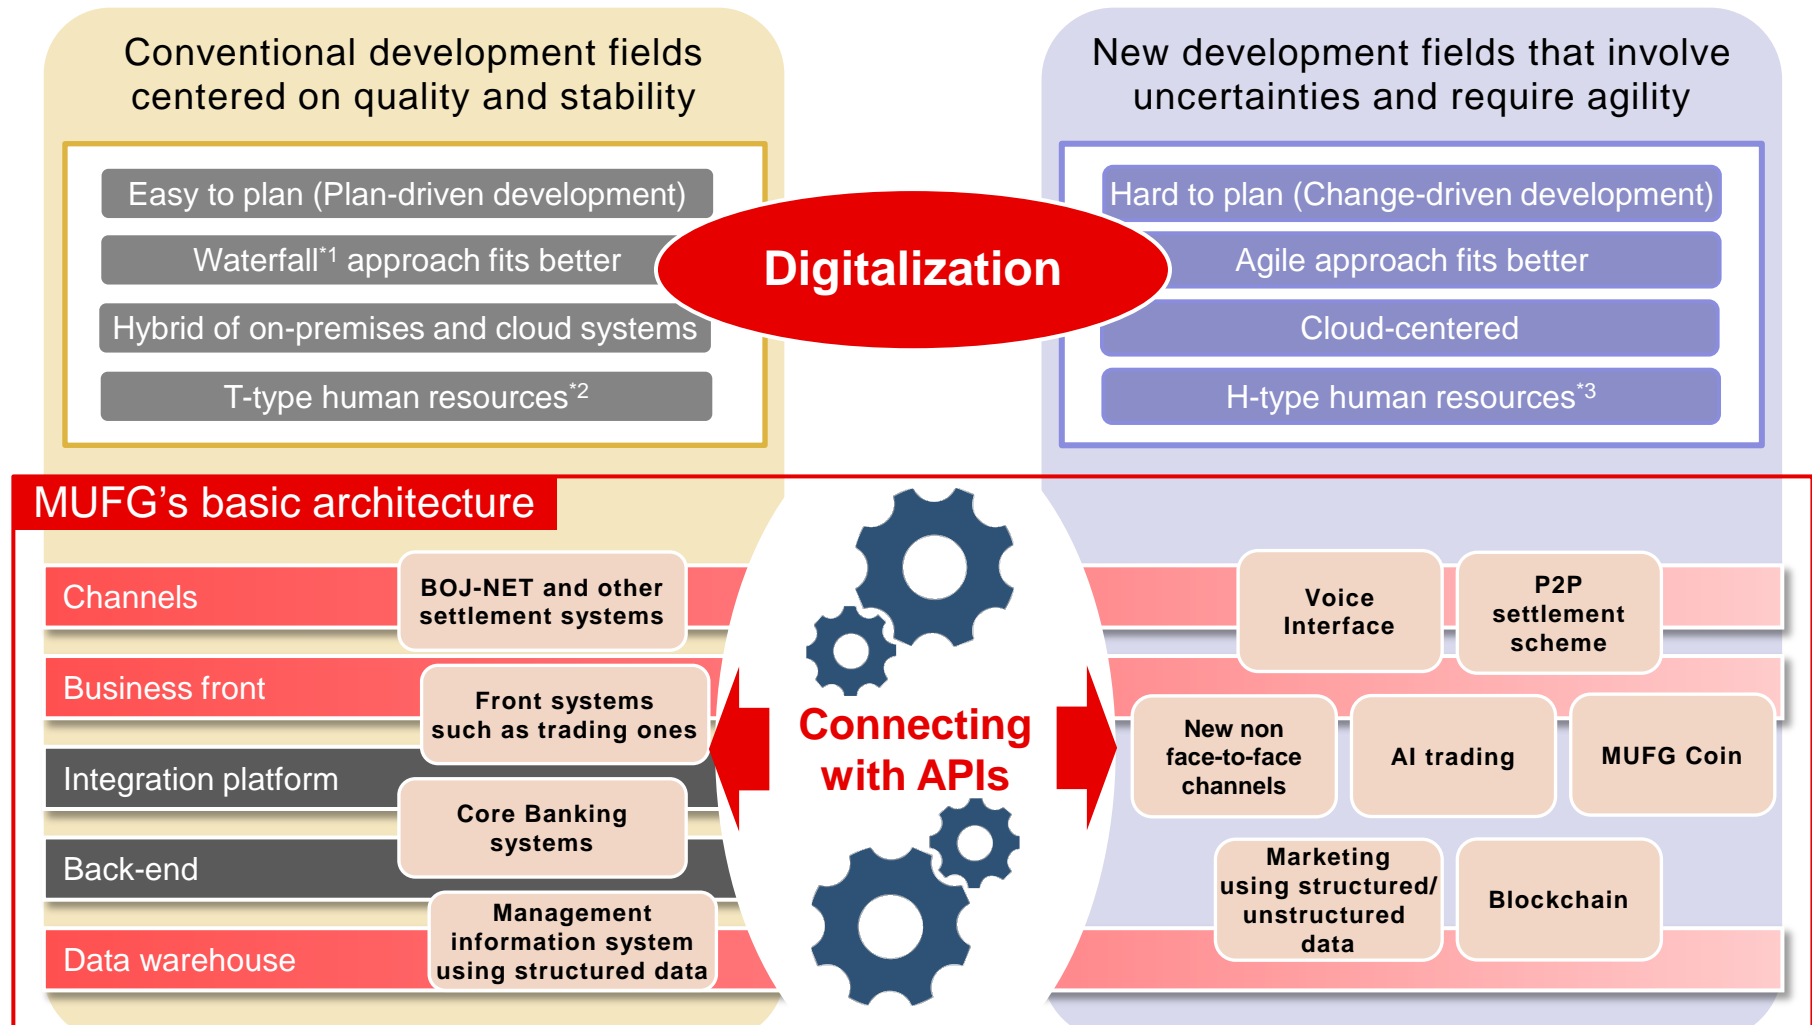 Conventional development fields
centered on quality and stability
Easy to plan (Plan-driven development)
Waterfall*1 approach fits better
Hybrid of on-premises and cloud systems
T-type human resources*2
Digitalization
New development fields that involve
uncertainties and require agility
Hard to plan (Change-driven development)
Agile approach fits better
Cloud-centered
H-type human resources*3
MUFG’s basic architecture
Channels
Business front
Integration platform
Back-end
Data warehouse
BOJ-NET and other
settlement systems
Front systems
such as trading ones
Core Banking
systems
Management
information system
using structured data
Connecting
with APIs
Voice
Interface
P2P
settlement
scheme
New non
face-to-face
channels
AI trading
MUFG Coin
Marketing
using structured/
unstructured
data
Blockchain